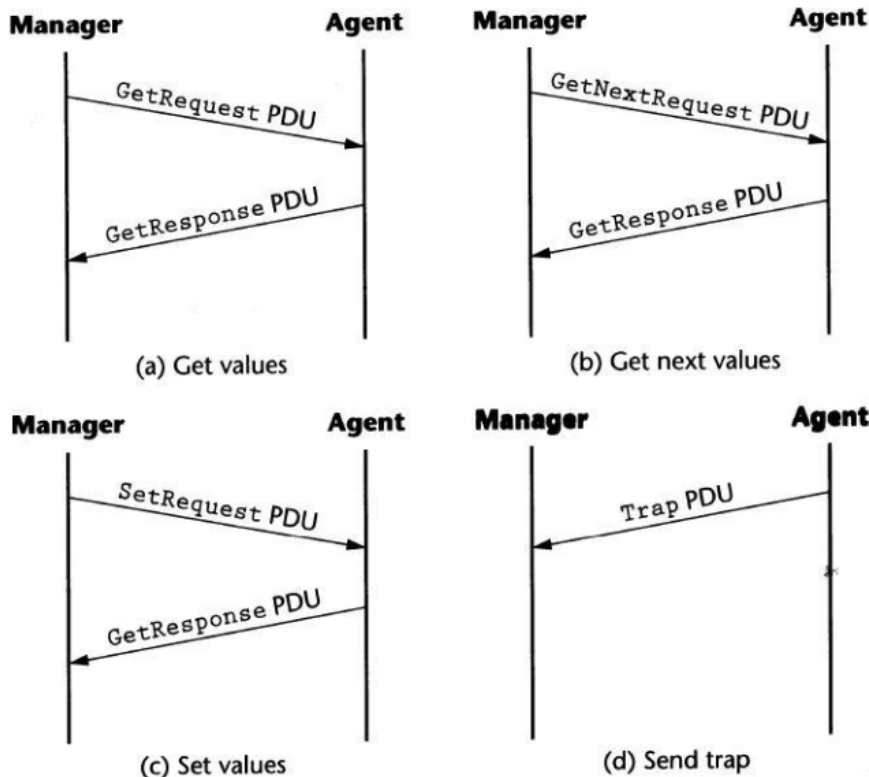 Manager Agent
GetRequest PDU
GetResponse PDU
(a) Get values
Manager Agent
GetNextRequest PDU
GetResponse PDU
(b) Get next values
Manager Agent
SetRequest PDU
GetResponse PDU
(c) Set values
Manager Agent
Trap PDU
(d) Send trap